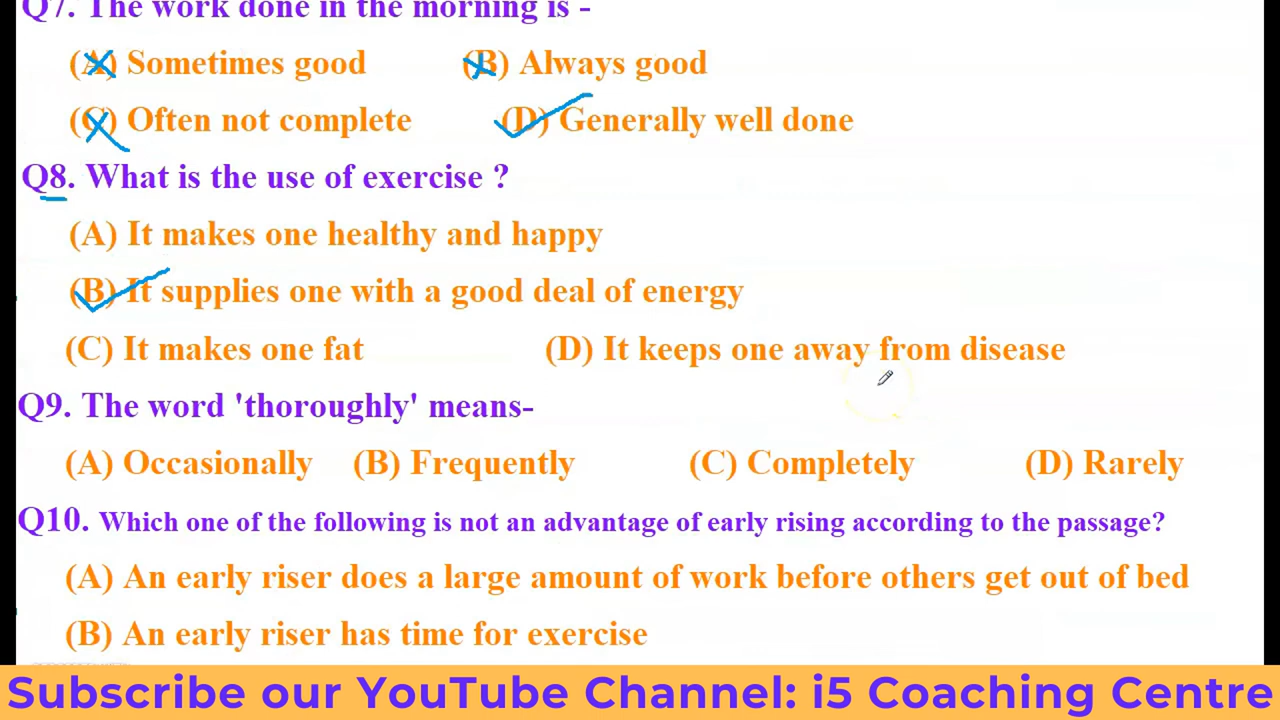 Q7. The work done in the morning is -
(A) Sometimes good (B) Always good
(C) Often not complete (D) Generally well done
Q8. What is the use of exercise ?
(A) It makes one healthy and happy
(B) It supplies one with a good deal of energy
(C) It makes one fat (D) It keeps one away from disease
Q9. The word 'thoroughly' means-
(A) Occasionally (B) Frequently (C) Completely (D) Rarely
Q10. Which one of the following is not an advantage of early rising according to the passage?
(A) An early riser does a large amount of work before others get out of bed
(B) An early riser has time for exercise
Subscribe our YouTube Channel: i5 Coaching Centre